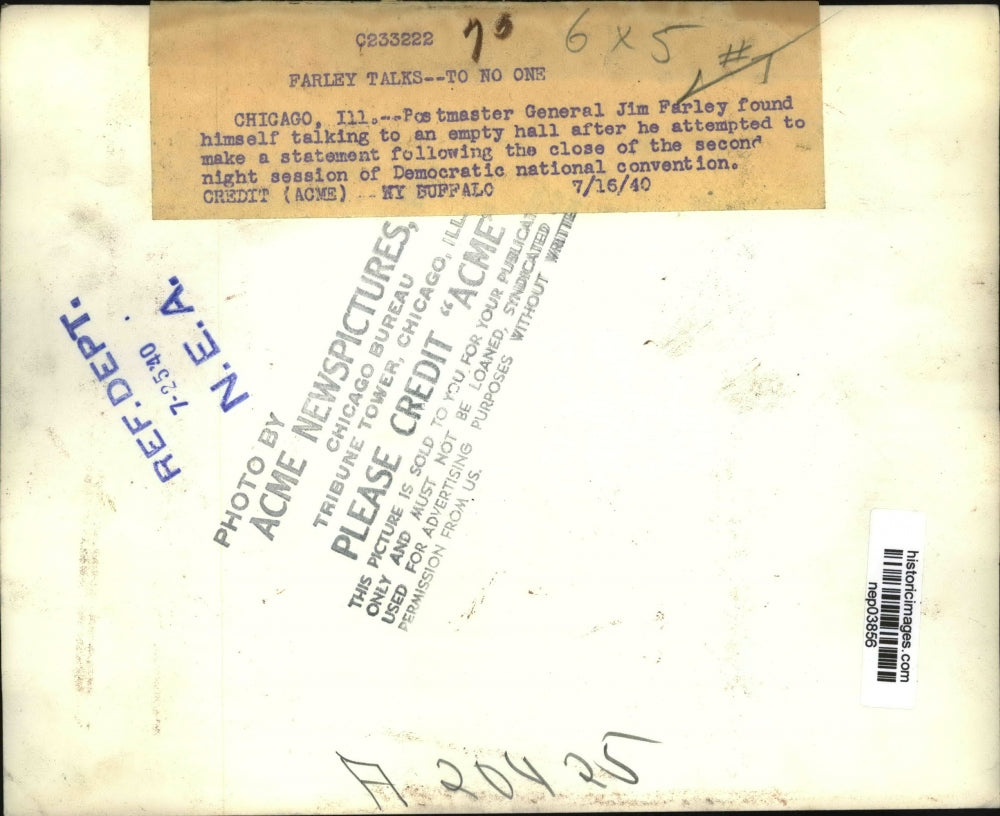 C233222
6 x 5
#1
FARLEY TALKS--TO NO ONE
CHICAGO, Ill.--Postmaster General Jim Farley found
himself talking to an empty hall after he attempted to
make a statement following the close of the second
night session of Democratic national convention.
CREDIT (ACME) -- NY BUFFALO 7/16/40
REF. DEPT.
7-25'40
N.E.A.
PHOTO BY
ACME NEWSPICTURES,
CHICAGO BUREAU
TRIBUNE TOWER, CHICAGO, ILL.
PLEASE CREDIT "ACME"
THIS PICTURE IS SOLD TO YOU FOR YOUR
ONLY AND MUST NOT BE LOANED, SYNDICATED
USED FOR ADVERTISING PURPOSES WITHOUT
PERMISSION FROM US.
historicimages.com
nep03856
A 20425